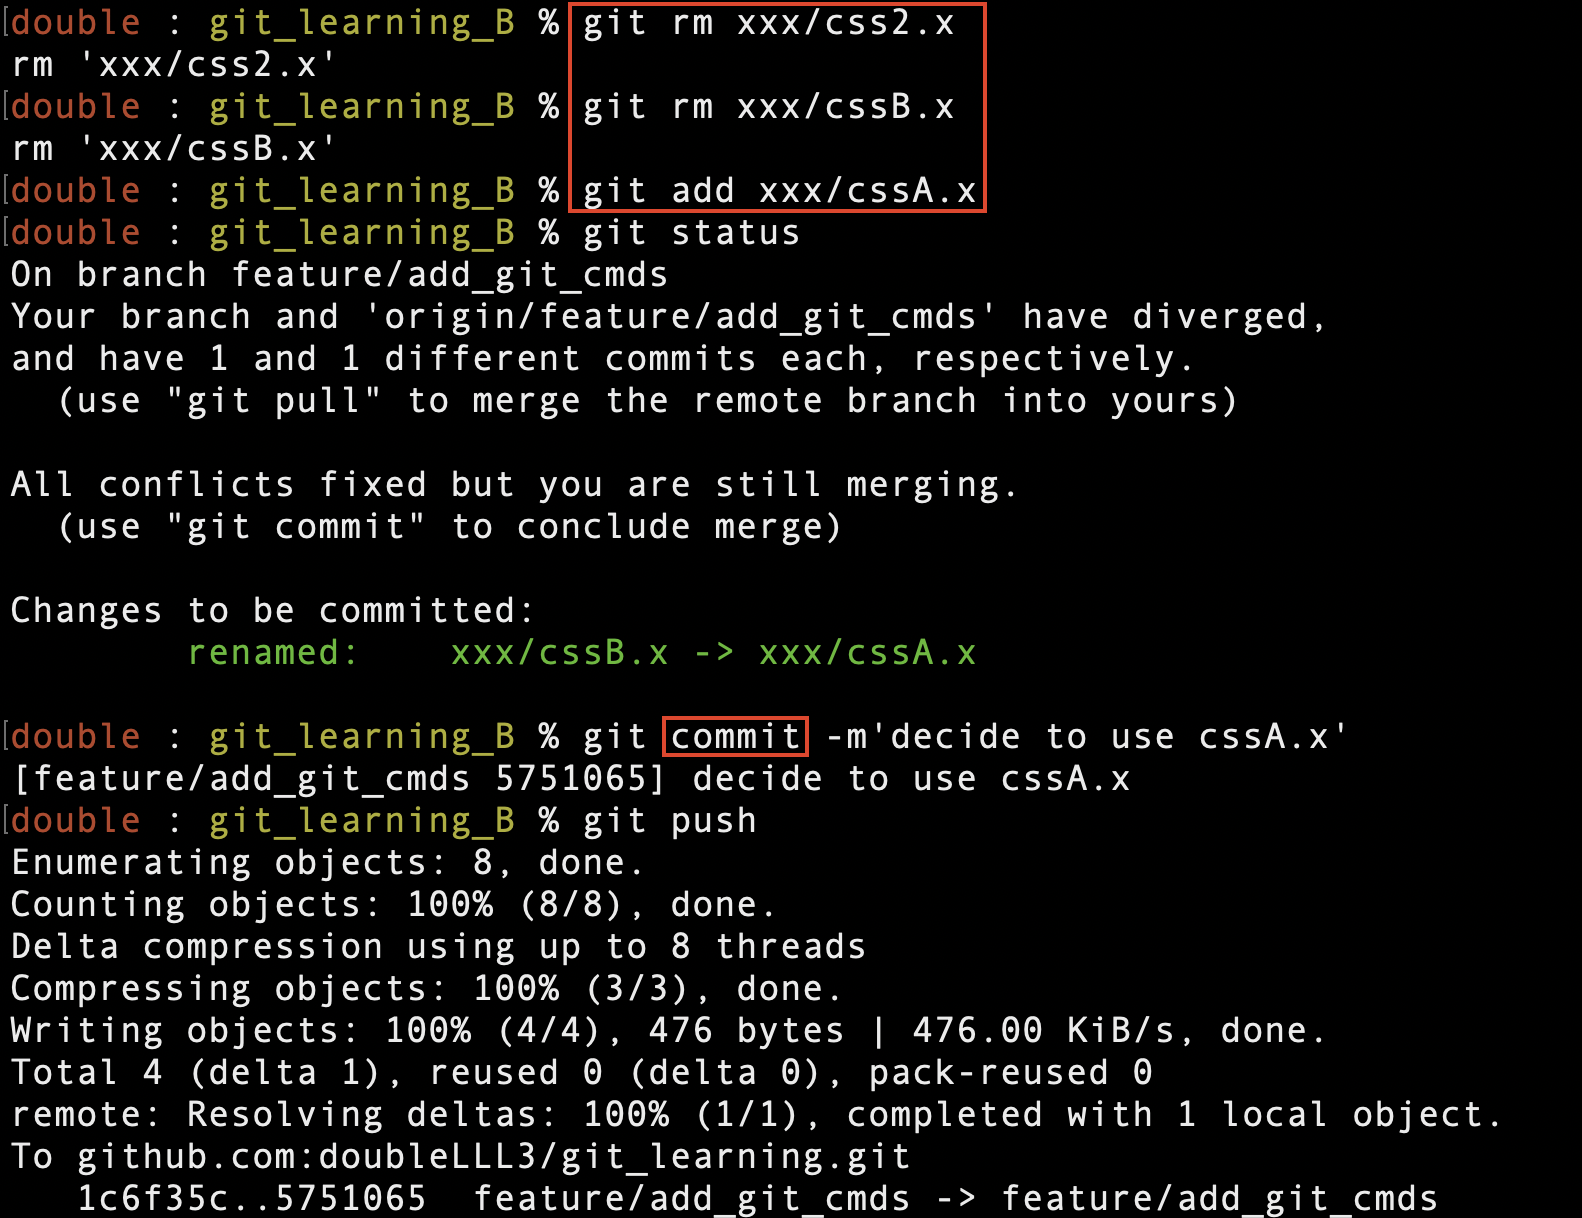 [double : git_learning_B % git rm xxx/css2.x
rm 'xxx/css2.x'
[double : git_learning_B % git rm xxx/cssB.x
rm 'xxx/cssB.x'
[double : git_learning_B % git add xxx/cssA.x
[double : git_learning_B % git status
On branch feature/add_git_cmds
Your branch and 'origin/feature/add_git_cmds' have diverged,
and have 1 and 1 different commits each, respectively.
  (use "git pull" to merge the remote branch into yours)

All conflicts fixed but you are still merging.
  (use "git commit" to conclude merge)

Changes to be committed:
        renamed:    xxx/cssB.x -> xxx/cssA.x

[double : git_learning_B % git commit -m'decide to use cssA.x'
[feature/add_git_cmds 5751065] decide to use cssA.x
[double : git_learning_B % git push
Enumerating objects: 8, done.
Counting objects: 100% (8/8), done.
Delta compression using up to 8 threads
Compressing objects: 100% (3/3), done.
Writing objects: 100% (4/4), 476 bytes | 476.00 KiB/s, done.
Total 4 (delta 1), reused 0 (delta 0), pack-reused 0
remote: Resolving deltas: 100% (1/1), completed with 1 local object.
To github.com:doubleLLL3/git_learning.git
   1c6f35c..5751065  feature/add_git_cmds -> feature/add_git_cmds